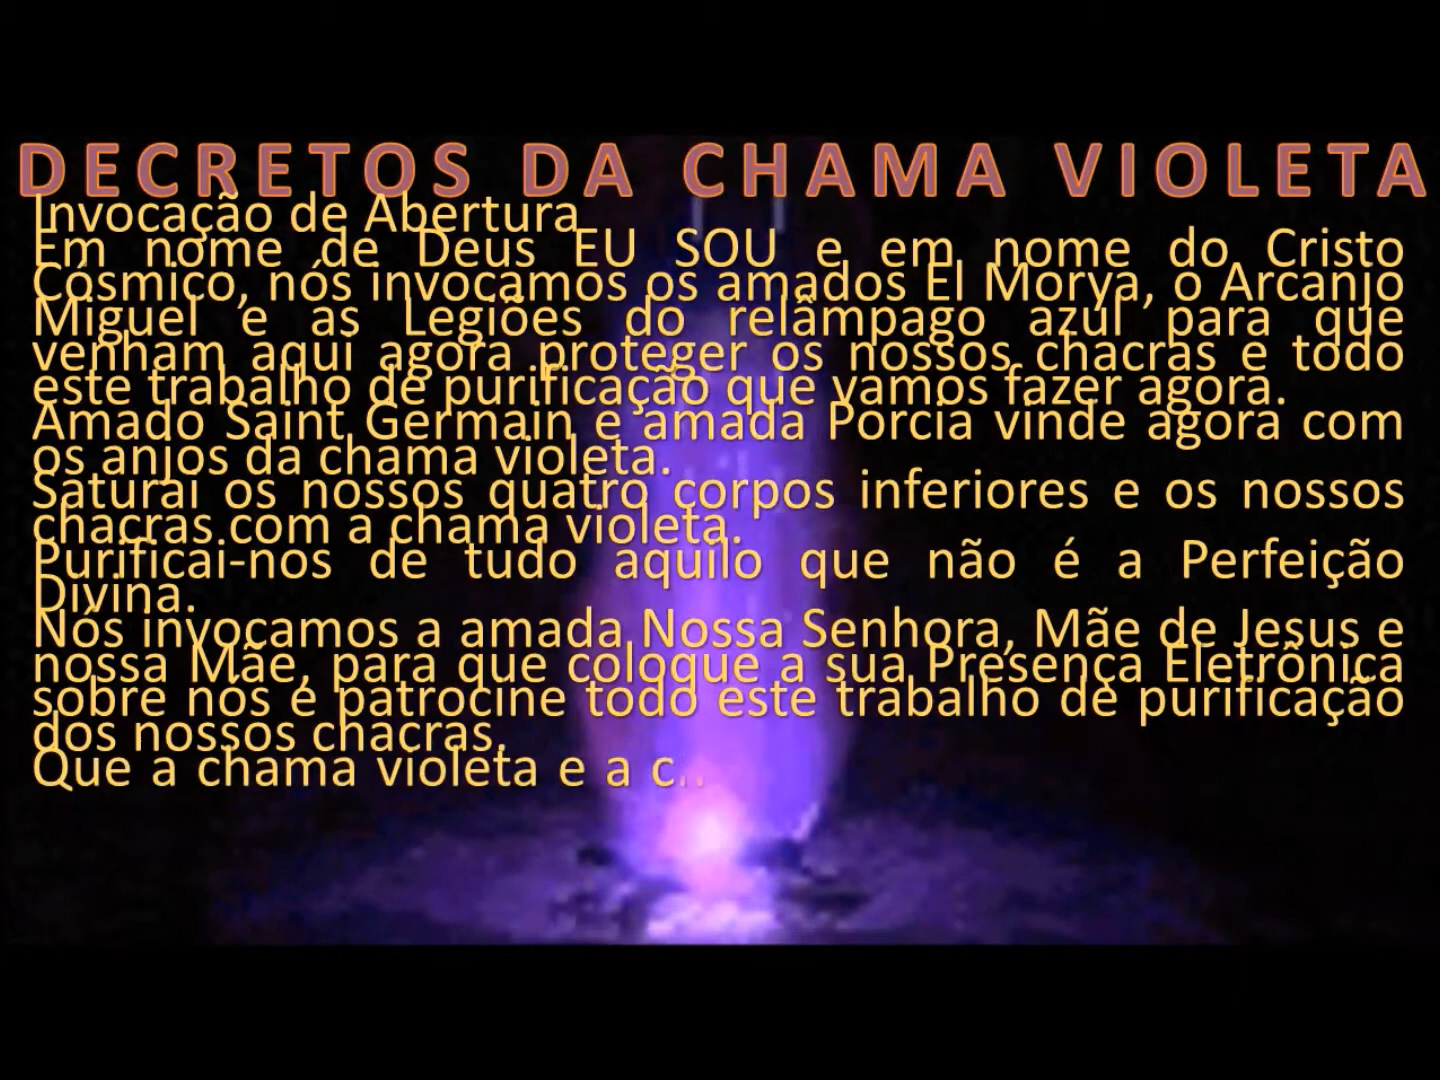 DECRETOS DA CHAMA VIOLETA
Invocação de Abertura
Em nome de Deus EU SOU e em nome do Cristo
Cósmico, nós invocamos os amados El Morya, o Arcanjo
Miguel e as Legiões do relâmpago azul para que
venham aqui agora proteger os nossos chacras e todo
este trabalho de purificação que vamos fazer agora.
Amado Saint Germain e amada Pórcia vinde agora com
os anjos da chama violeta.
Saturai os nossos quatro corpos inferiores e os nossos
chacras com a chama violeta.
Purificai-nos de tudo aquilo que não é a Perfeição
Divina.
Nós invocamos a amada Nossa Senhora, Mãe de Jesus e
nossa Mãe, para que coloque a sua Presença Eletrônica
sobre nós e patrocine todo este trabalho de purificação
dos nossos chacras.
Que a chama violeta e a c..